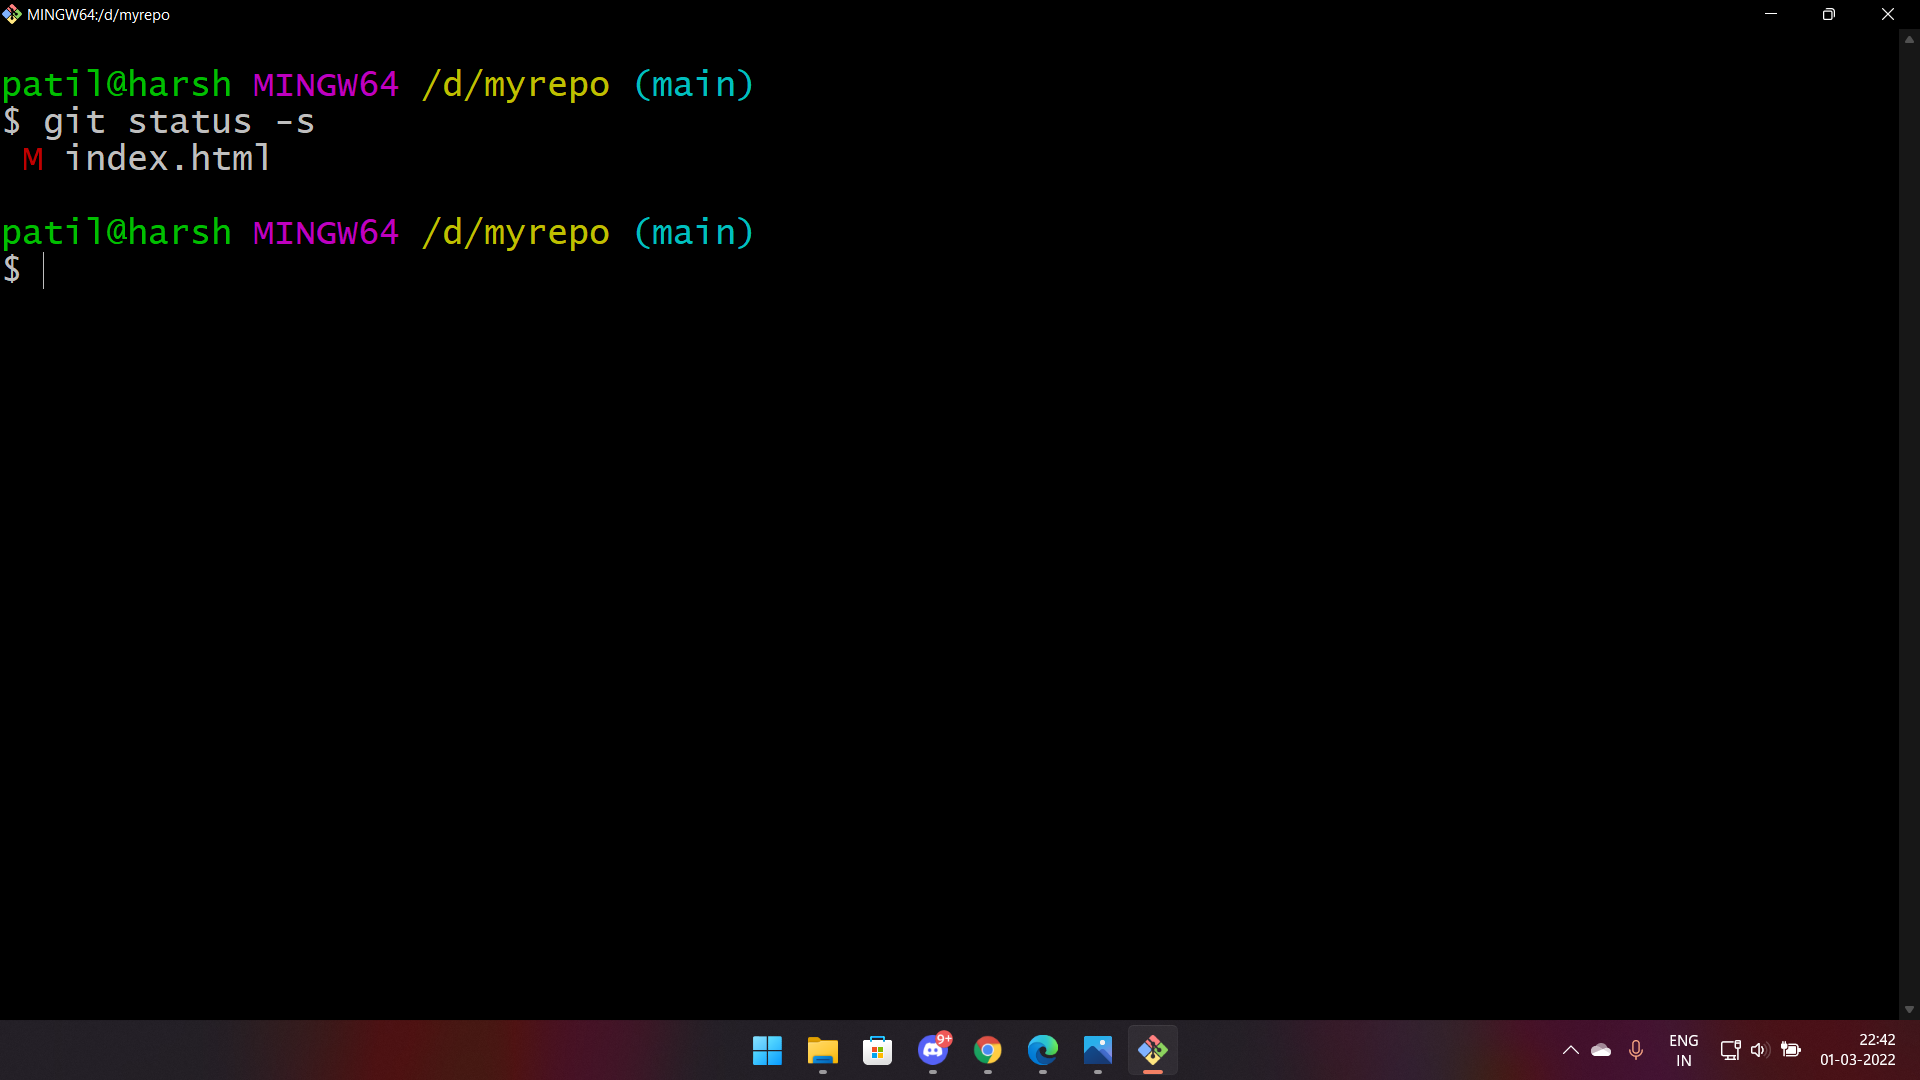 MINGW64:/d/myrepo
patil@harsh MINGW64 /d/myrepo (main)
$ git status -s
 M index.html
patil@harsh MINGW64 /d/myrepo (main)
$
9+
ENG
IN
22:42
01-03-2022